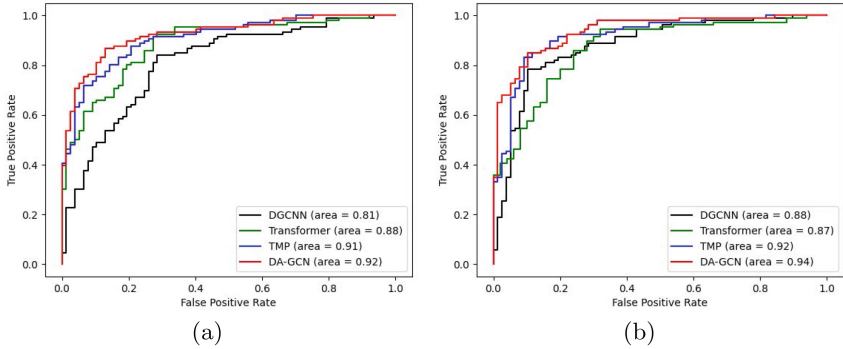 1.0
0.8
0.6
0.4
0.2
0.0
True Positive Rate
DGCNN (area = 0.81)
Transformer (area = 0.88)
TMP (area = 0.91)
DA-GCN (area = 0.92)
0.0 0.2 0.4 0.6 0.8 1.0
False Positive Rate
(a)
1.0
0.8
0.6
0.4
0.2
0.0
True Positive Rate
DGCNN (area = 0.88)
Transformer (area = 0.87)
TMP (area = 0.92)
DA-GCN (area = 0.94)
0.0 0.2 0.4 0.6 0.8 1.0
False Positive Rate
(b)